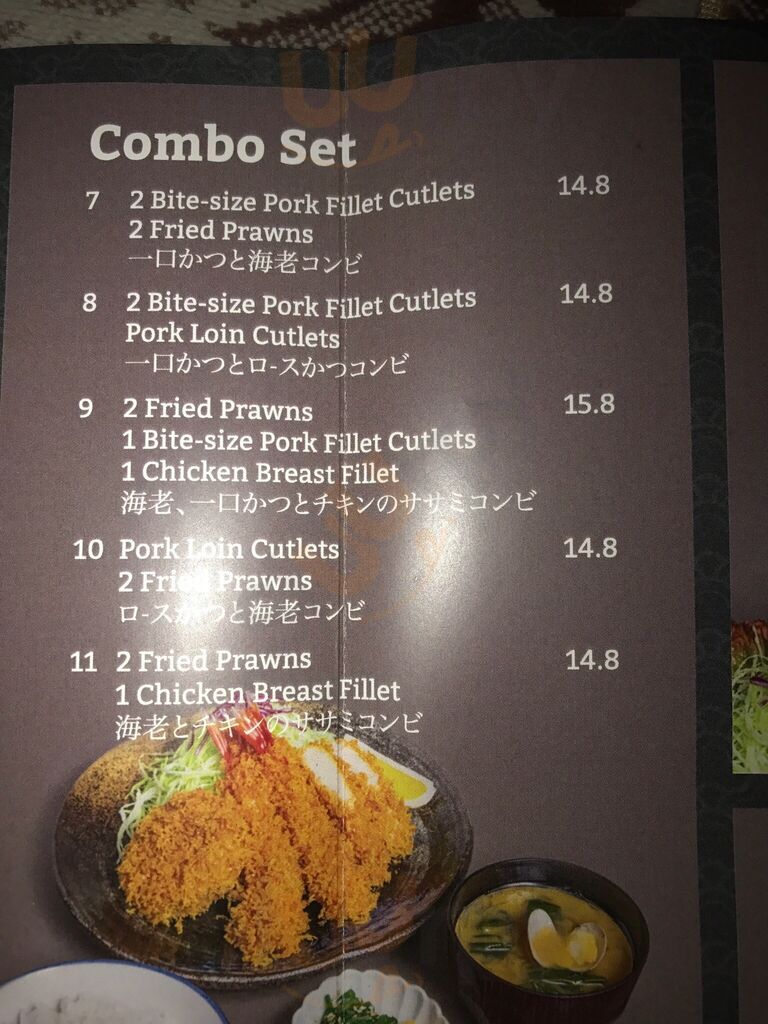 Combo Set
7 2 Bite-size Pork Fillet Cutlets 14.8
2 Fried Prawns
一口かつと海老コンビ
8 2 Bite-size Pork Fillet Cutlets 14.8
Pork Loin Cutlets
一口かつとロ-スかつコンビ
9 2 Fried Prawns 15.8
1 Bite-size Pork Fillet Cutlets
1 Chicken Breast Fillet
海老、一口かつとチキンのササミコンビ
10 Pork Loin Cutlets 14.8
2 Fried Prawns
ロ-スかつと海老コンビ
11 2 Fried Prawns 14.8
1 Chicken Breast Fillet
海老とチキンのササミコンビ